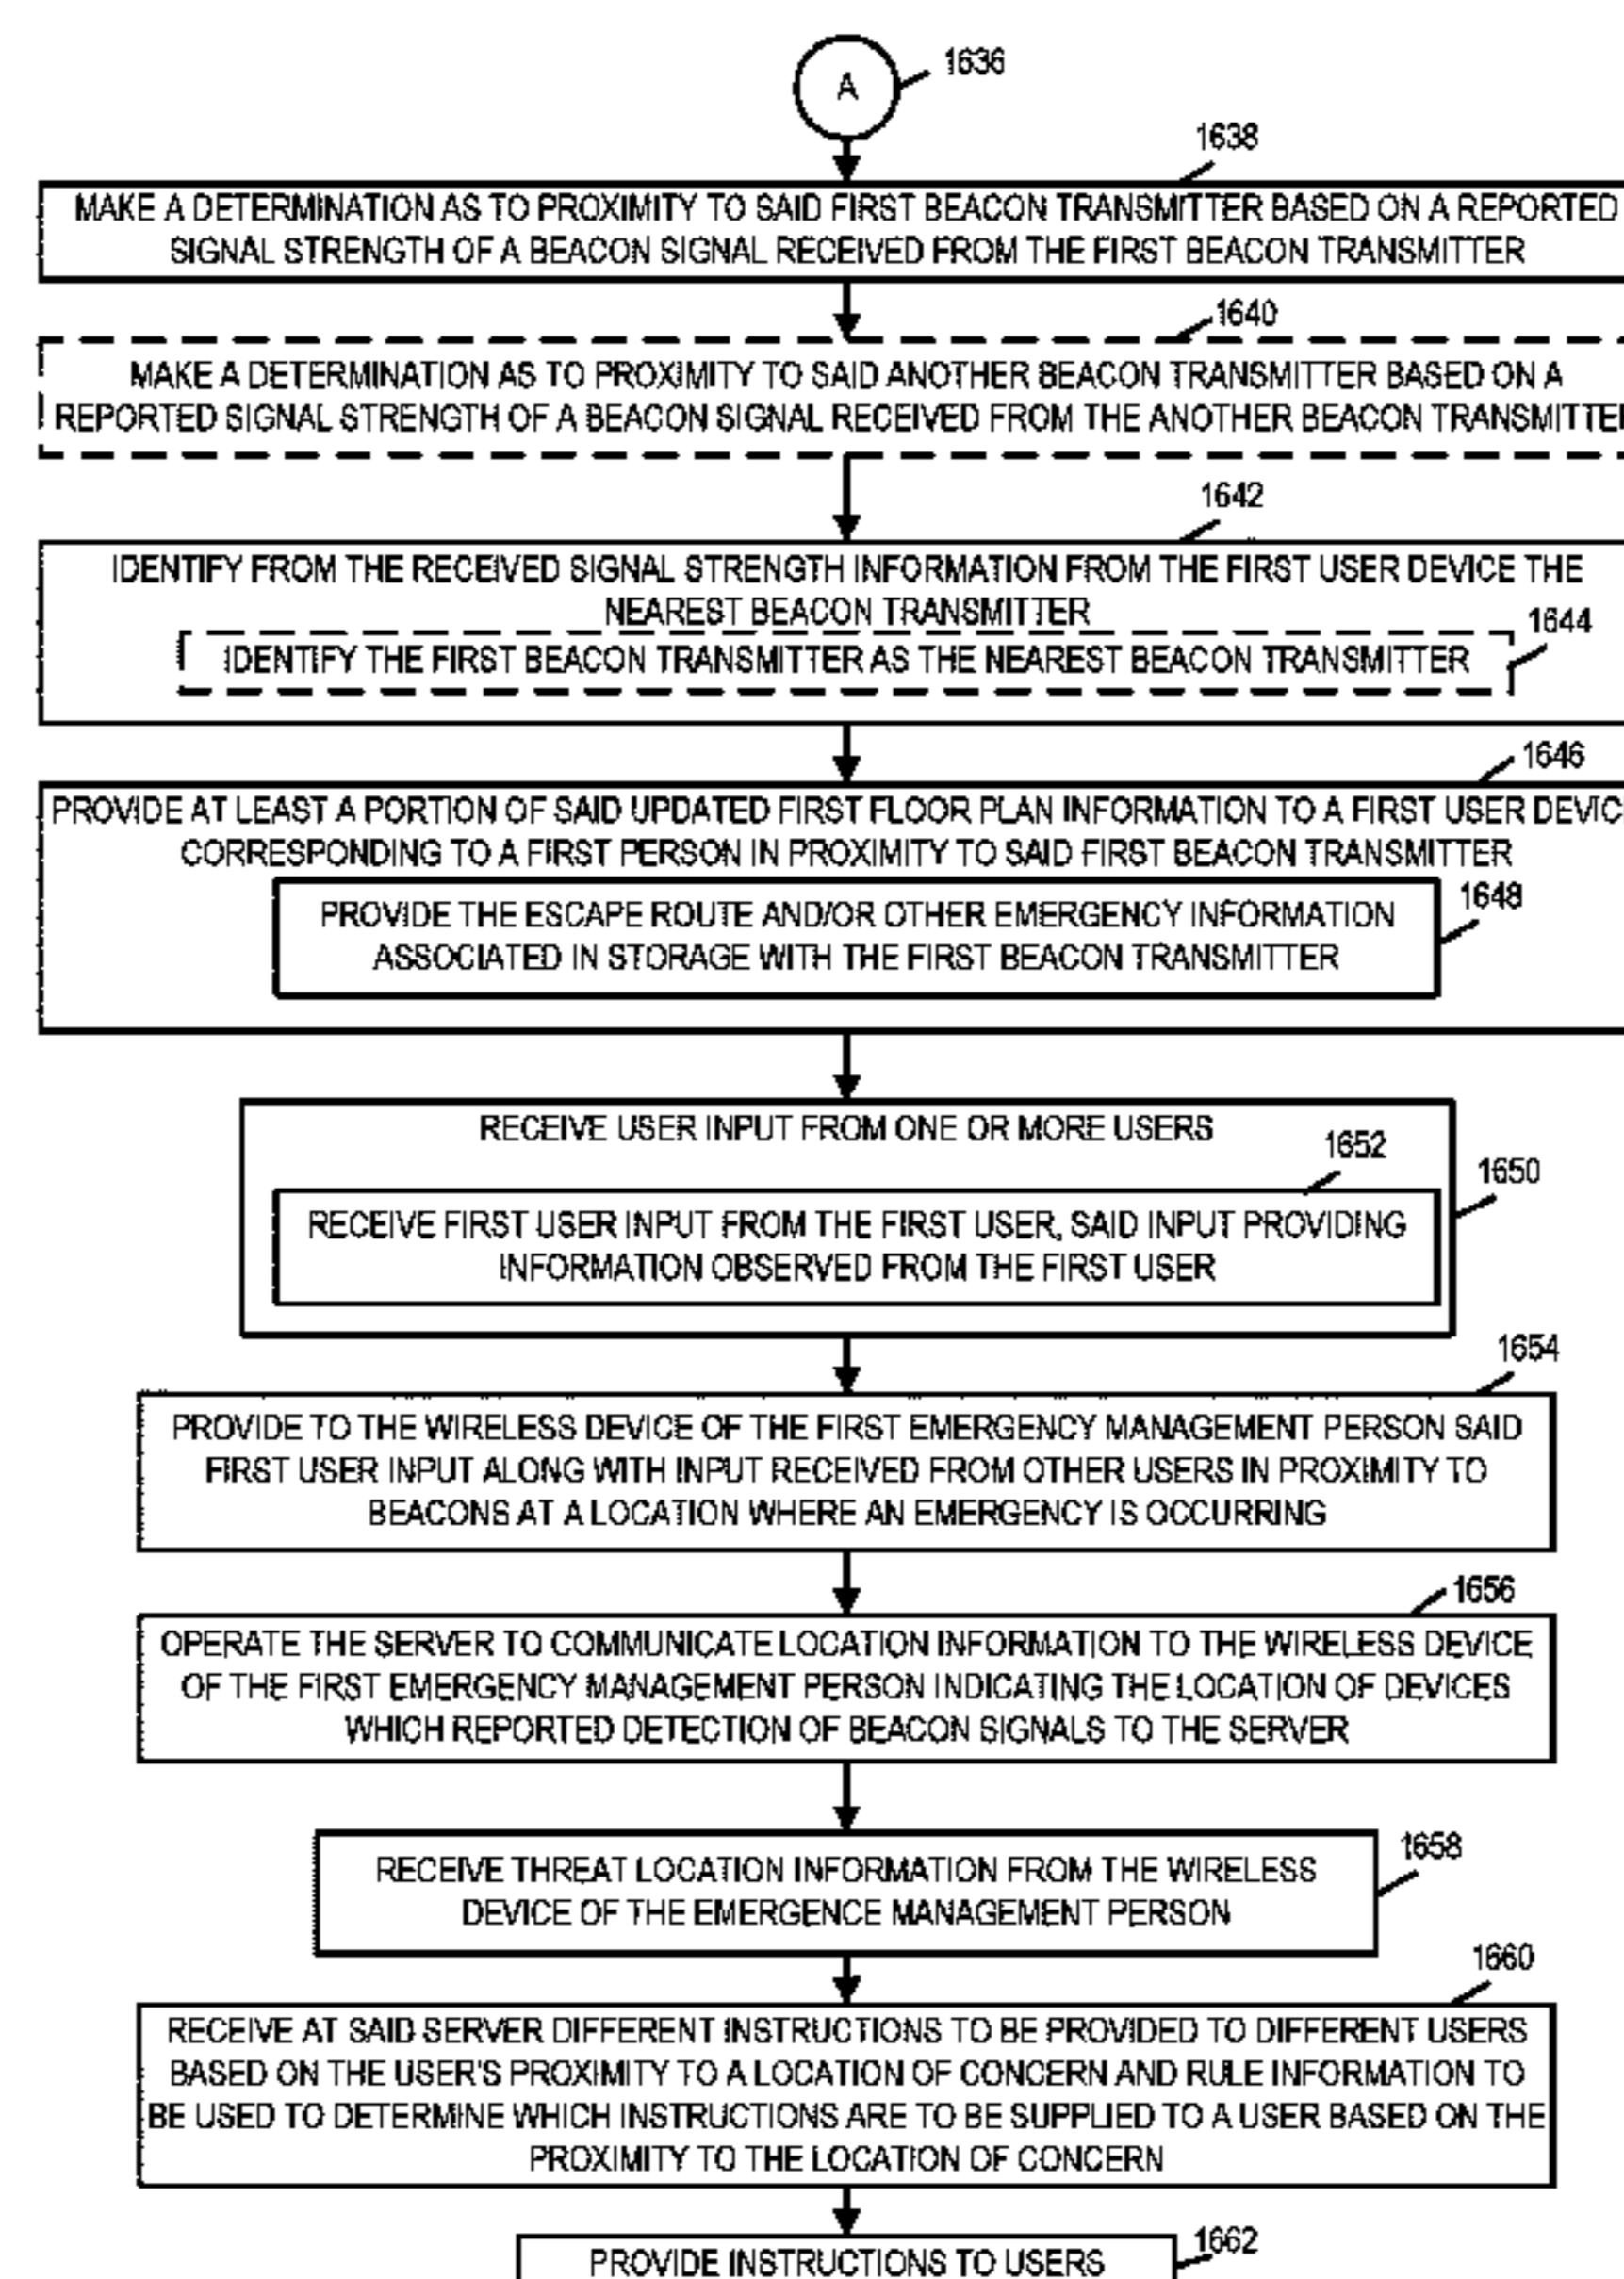 A
1636
1638
MAKE A DETERMINATION AS TO PROXIMITY TO SAID FIRST BEACON TRANSMITTER BASED ON A REPORTED
SIGNAL STRENGTH OF A BEACON SIGNAL RECEIVED FROM THE FIRST BEACON TRANSMITTER
1640
MAKE A DETERMINATION AS TO PROXIMITY TO SAID ANOTHER BEACON TRANSMITTER BASED ON A
REPORTED SIGNAL STRENGTH OF A BEACON SIGNAL RECEIVED FROM THE ANOTHER BEACON
1642
IDENTIFY FROM THE RECEIVED SIGNAL STRENGTH INFORMATION FROM THE FIRST USER DEVICE THE
NEAREST BEACON TRANSMITTER
1644
IDENTIFY THE FIRST BEACON TRANSMITTER AS THE NEAREST BEACON TRANSMITTER
1646
PROVIDE AT LEAST A PORTION OF SAID UPDATED FIRST FLOOR PLAN INFORMATION TO A FIRST USER
CORRESPONDING TO A FIRST PERSON IN PROXIMITY TO SAID FIRST BEACON TRANSMITTER
1648
PROVIDE THE ESCAPE ROUTE AND/OR OTHER EMERGENCY INFORMATION
ASSOCIATED IN STORAGE WITH THE FIRST BEACON TRANSMITTER
RECEIVE USER INPUT FROM ONE OR MORE USERS
1652
1650
RECEIVE FIRST USER INPUT FROM THE FIRST USER, SAID INPUT PROVIDING
INFORMATION OBSERVED FROM THE FIRST USER
1654
PROVIDE TO THE WIRELESS DEVICE OF THE FIRST EMERGENCY MANAGEMENT PERSON SAID
FIRST USER INPUT ALONG WITH INPUT RECEIVED FROM OTHER USERS IN PROXIMITY TO
BEACONS AT A LOCATION WHERE AN EMERGENCY IS OCCURRING
1656
OPERATE THE SERVER TO COMMUNICATE LOCATION INFORMATION TO THE WIRELESS DEVICE
OF THE FIRST EMERGENCY MANAGEMENT PERSON INDICATING THE LOCATION OF DEVICES
WHICH REPORTED DETECTION OF BEACON SIGNALS TO THE SERVER
1658
RECEIVE THREAT LOCATION INFORMATION FROM THE WIRELESS
DEVICE OF THE EMERGENCE MANAGEMENT PERSON
1660
RECEIVE AT SAID SERVER DIFFERENT INSTRUCTIONS TO BE PROVIDED TO DIFFERENT USERS
BASED ON THE USER'S PROXIMITY TO A LOCATION OF CONCERN AND RULE INFORMATION TO
BE USED TO DETERMINE WHICH INSTRUCTIONS ARE TO BE SUPPLIED TO A USER BASED ON THE
PROXIMITY TO THE LOCATION OF CONCERN
1662
PROVIDE INSTRUCTIONS TO USERS